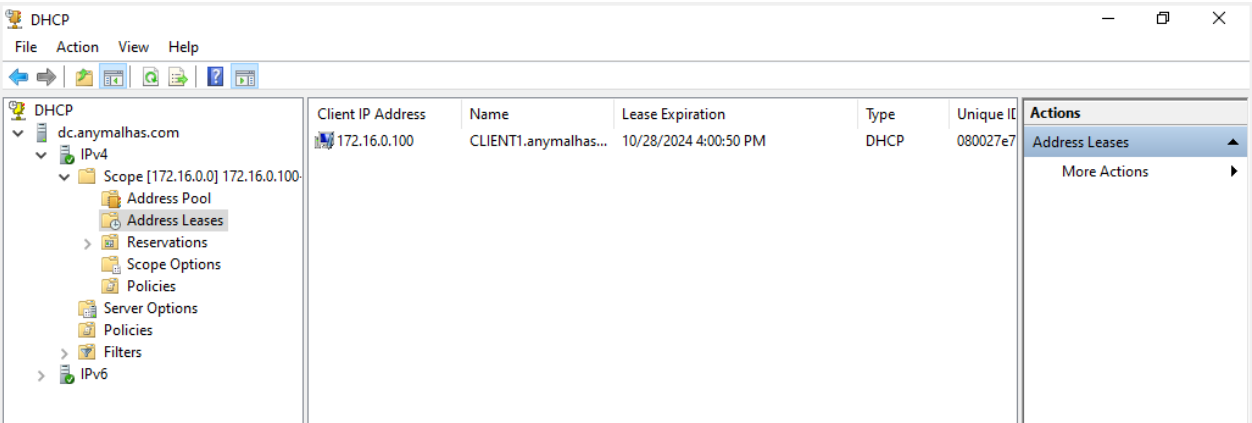 DHCP
File Action View Help
DHCP
dc.anymalhas.com
IPv4
Scope [172.16.0.0] 172.16.0.100-
Address Pool
Address Leases
Reservations
Scope Options
Policies
Server Options
Policies
Filters
IPv6
Client IP Address Name Lease Expiration Type Unique ID
172.16.0.100 CLIENT1.anymalhas... 10/28/2024 4:00:50 PM DHCP 080027e7
Actions
Address Leases
More Actions